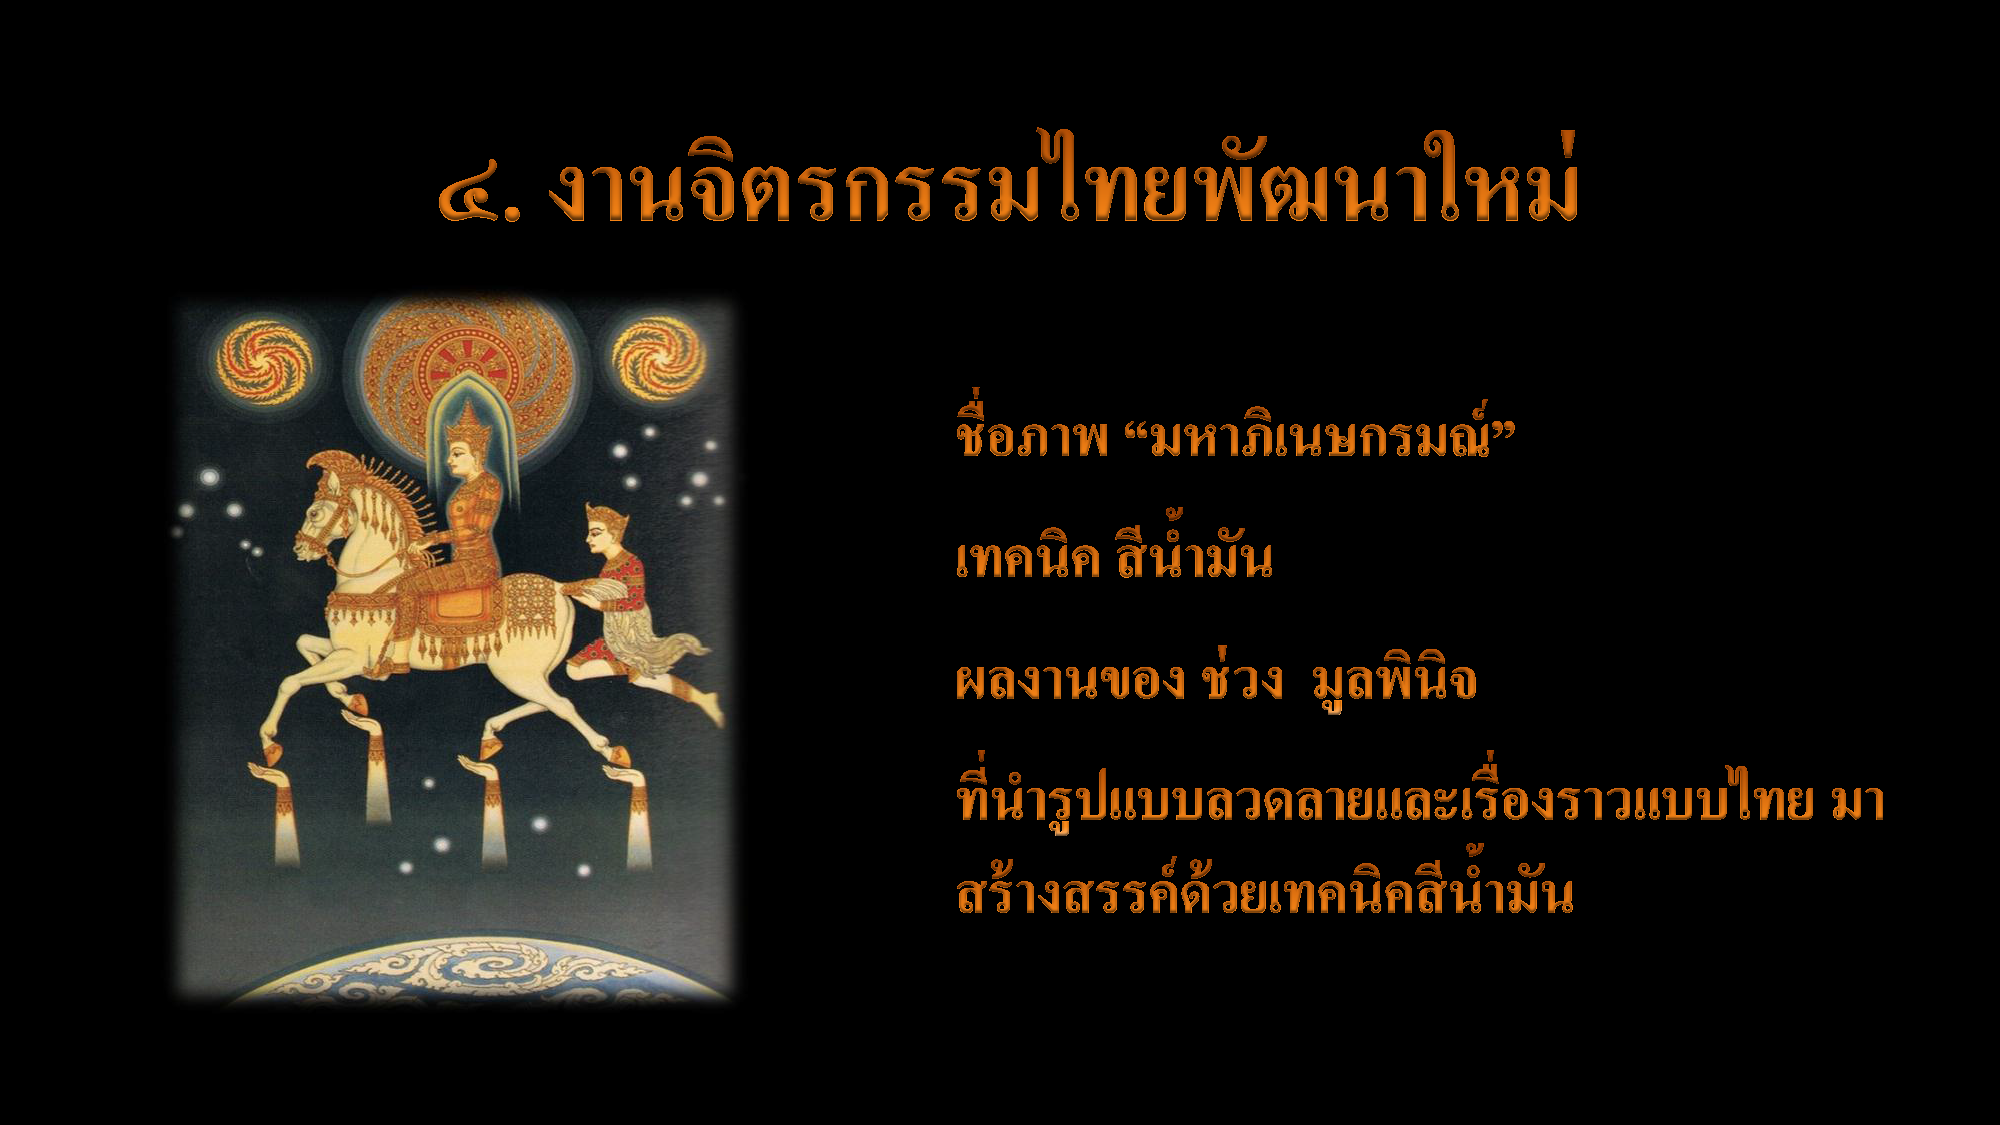 ๔. งานจิตรกรรมไทยพัฒนาใหม่
ชื่อภาพ “มหาภิเนษกรมณ์”
เทคนิค สีน้ำมัน
ผลงานของ ช่วง  มูลพินิจ
ที่นำรูปแบบลวดลายและเรื่องราวแบบไทย มา
สร้างสรรค์ด้วยเทคนิคสีน้ำมัน